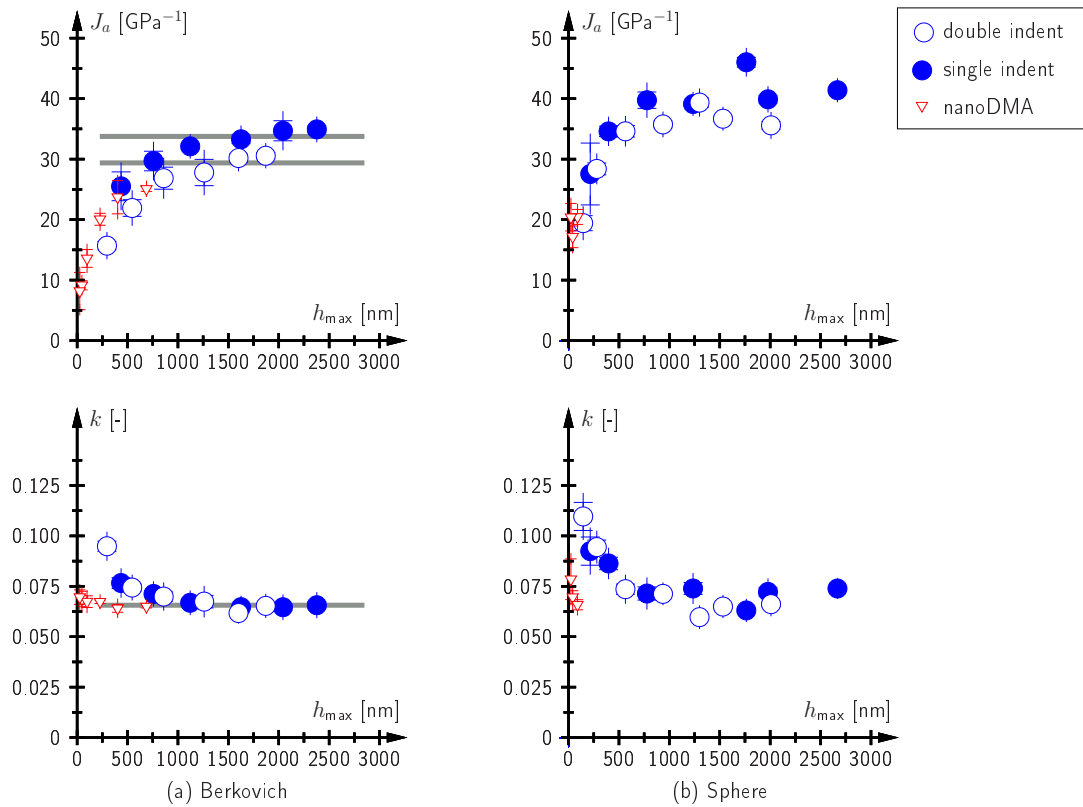 J_a [GPa⁻¹]
50
40
30
20
10
0
h_max [nm]
0 500 1000 1500 2000 2500 3000
J_a [GPa⁻¹]
50
40
30
20
10
0
h_max [nm]
0 500 1000 1500 2000 2500 3000
double indent
single indent
nanoDMA
k [-]
0.125
0.100
0.075
0.050
0.025
0
h_max [nm]
0 500 1000 1500 2000 2500 3000
(a) Berkovich
k [-]
0.125
0.100
0.075
0.050
0.025
0
h_max [nm]
0 500 1000 1500 2000 2500 3000
(b) Sphere